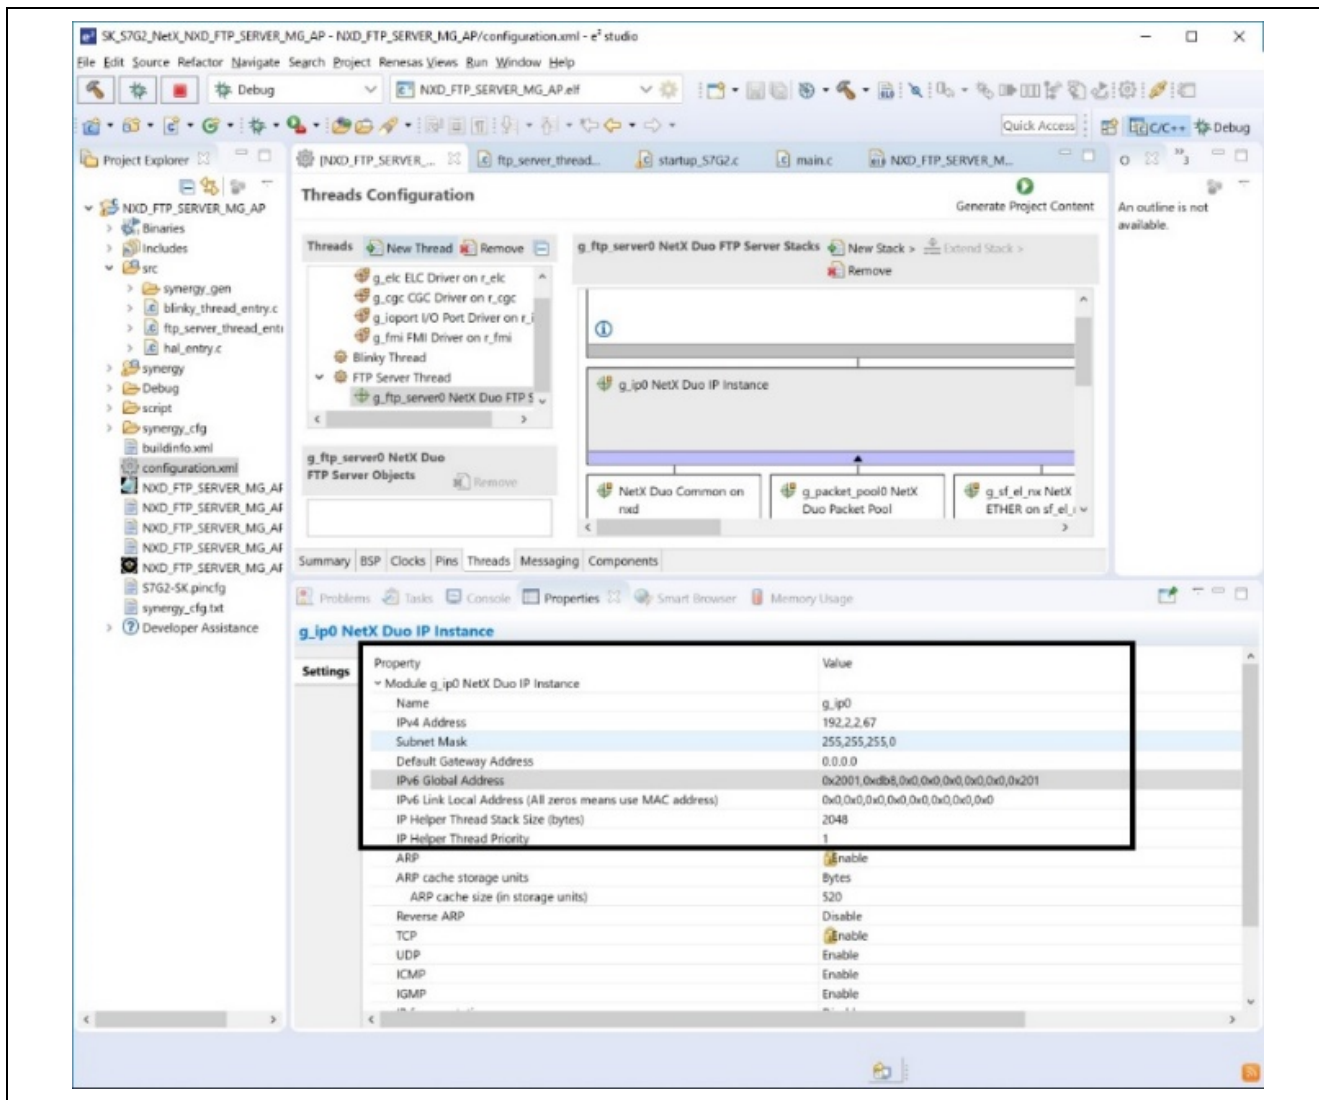 SK_S7G2_NetX_NXD_FTP_SERVER_MG_AP - NXD_FTP_SERVER_MG_AP/configuration.xml - e² studio
File Edit Source Refactor Navigate Search Project Renesas Views Run Window Help
Debug NXD_FTP_SERVER_MG_AP.elf
Quick Access C/C++ Debug
Project Explorer
[NXD_FTP_SERVER_... ftp_server_thread... startup_S7G2.c main.c NXD_FTP_SERVER_M...
NXD_FTP_SERVER_MG_AP
Binaries
Includes
src
synergy_gen
blinky_thread_entry.c
ftp_server_thread_entr
hal_entry.c
synergy
Debug
script
synergy_cfg
buildinfo.xml
configuration.xml
NXD_FTP_SERVER_MG_AF
NXD_FTP_SERVER_MG_AF
NXD_FTP_SERVER_MG_AF
NXD_FTP_SERVER_MG_AF
NXD_FTP_SERVER_MG_AF
S7G2-SK.pincfg
synergy_cfg.txt
Developer Assistance
Threads Configuration
Generate Project Content
Threads New Thread Remove
g_elc ELC Driver on r_elc
g_cgc CGC Driver on r_cgc
g_ioport I/O Port Driver on r_i
g_fmi FMI Driver on r_fmi
Blinky Thread
FTP Server Thread
g_ftp_server0 NetX Duo FTP S
g_ftp_server0 NetX Duo
FTP Server Objects Remove
g_ftp_server0 NetX Duo FTP Server Stacks New Stack > Extend Stack >
Remove
g_ip0 NetX Duo IP Instance
NetX Duo Common on
nxd
g_packet_pool0 NetX
Duo Packet Pool
g_sf_el_nx NetX
ETHER on sf_el_
Summary BSP Clocks Pins Threads Messaging Components
An outline is not
available.
Problems Tasks Console Properties Smart Browser Memory Usage
g_ip0 NetX Duo IP Instance
Settings
Property Value
Module g_ip0 NetX Duo IP Instance
Name g_ip0
IPv4 Address 192,2,2,67
Subnet Mask 255,255,255,0
Default Gateway Address 0.0.0.0
IPv6 Global Address 0x2001,0xdb8,0x0,0x0,0x0,0x0,0x0,0x201
IPv6 Link Local Address (All zeros means use MAC address) 0x0,0x0,0x0,0x0,0x0,0x0,0x0,0x0
IP Helper Thread Stack Size (bytes) 2048
IP Helper Thread Priority 1
ARP Enable
ARP cache storage units Bytes
ARP cache size (in storage units) 520
Reverse ARP Disable
TCP Enable
UDP Enable
ICMP Enable
IGMP Enable